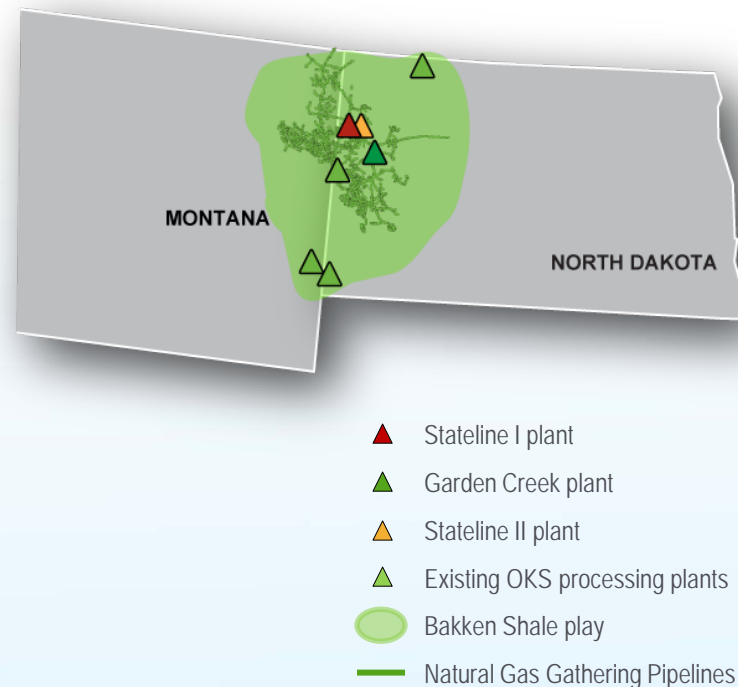 MONTANA
NORTH DAKOTA
Stateline I plant
Garden Creek plant
Stateline II plant
Existing OKS processing plants
Bakken Shale play
Natural Gas Gathering Pipelines